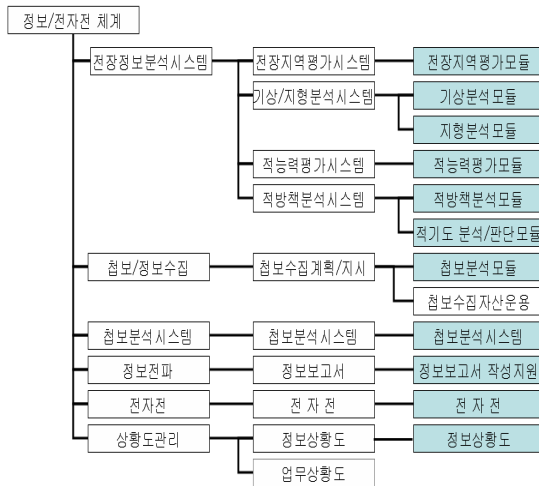 정보/전자전 체계
전장정보분석시스템 전장지역평가시스템 전장지역평가모듈
기상/지형분석시스템 기상분석모듈
지형분석모듈
적능력평가시스템 적능력평가모듈
적방책분석시스템 적방책분석모듈
적기도 분석/판단모듈
첩보/정보수집 첩보수집계획/지시 첩보분석모듈
첩보수집자산운용
첩보분석시스템 첩보분석시스템 첩보분석시스템
정보전파 정보보고서 정보보고서 작성지원
전자전 전 자 전 전 자 전
상황도관리 정보상황도 정보상황도
업무상황도